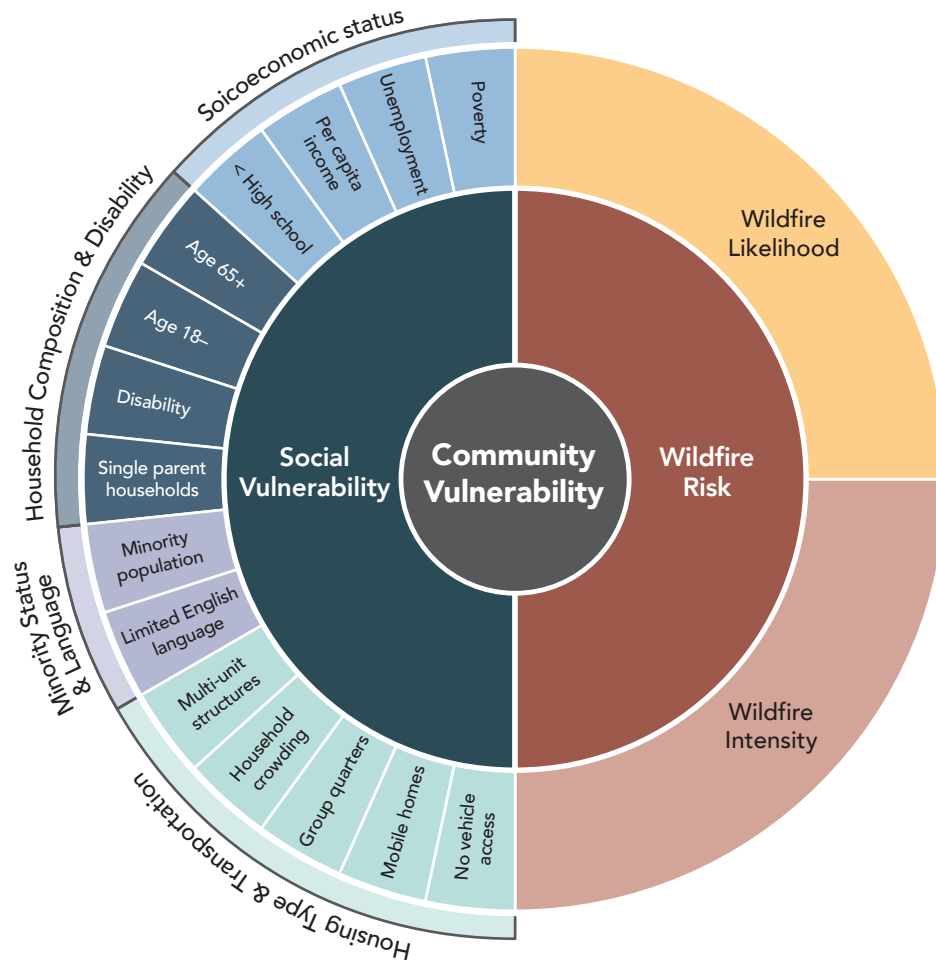 Soicoeconomic status
Poverty
Unemployment
Per capita
income
< High school
Household Composition & Disability
Age 65+
Age 18–
Disability
Single parent
households
Minority Status
& Language
Minority
population
Limited English
language
Housing Type & Transportation
Multi-unit
structures
Household
crowding
Group quarters
Mobile homes
No vehicle
access
Social
Vulnerability
Community
Vulnerability
Wildfire
Risk
Wildfire
Likelihood
Wildfire
Intensity